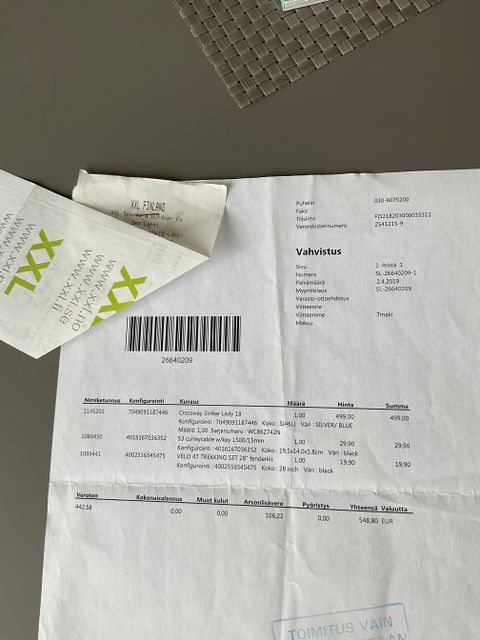 XXL FINLAND
XXL Sports & Outdoor Oy
XXL
www.xxl.no
www.xxl.se
www.xxl.fi
XXL
Puhelin 030-6075200
Faksi
Tilisiirto FI5218203000035311
Verorekisterinumero 2541215-9
Vahvistus
Sivu 1 mistä 1
Numero SL-26640209-1
Päivämäärä 2.4.2019
Myyntitilaus SL-26640209
Varasto-ottoehdotus
Viitteenne
Viitteemme 7maki
Maksu
26640209
Nimiketunnus Konfigurointi Kuvaus Määrä Hinta Summa
1145201 7049091187446 Crossway Striker Lady 18 1,00 499,00 499,00
Konfigurointi : 7049091187446 Koko : S(46L) Väri : SILVER/ BLUE
Määrä: 1,00 Sarjanumero : WC862742N
1080450 4016167036352 S3 curleycable w/key 1500/15mm 1,00 29,90 29,90
Konfigurointi : 4016167036352 Koko : 19,5x14,0x5,8cm Väri : black
1089441 4002556545475 VELO 47 TREKKING SET 28" fenderkit 1,00 19,90 19,90
Konfigurointi : 4002556545475 Koko : 28 inch Väri : black
Veroton Kokonaisalennus Muut kulut Arvonlisävero Pyöristys Yhteensä Valuutta
442,58 0,00 0,00 106,22 0,00 548,80 EUR
TOIMITUS VAIN